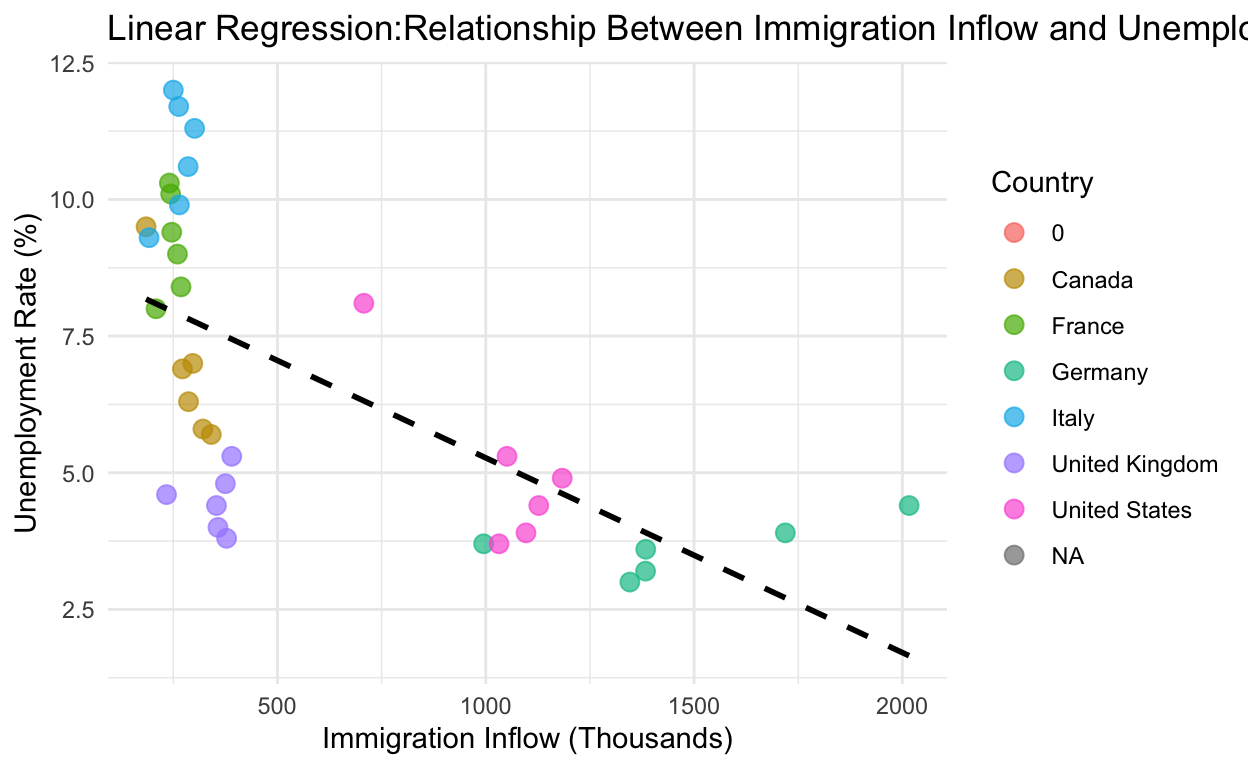 Linear Regression:Relationship Between Immigration Inflow and Unemplo
12.5
10.0
7.5
5.0
2.5
Unemployment Rate (%)
500 1000 1500 2000
Immigration Inflow (Thousands)
Country
0
Canada
France
Germany
Italy
United Kingdom
United States
NA